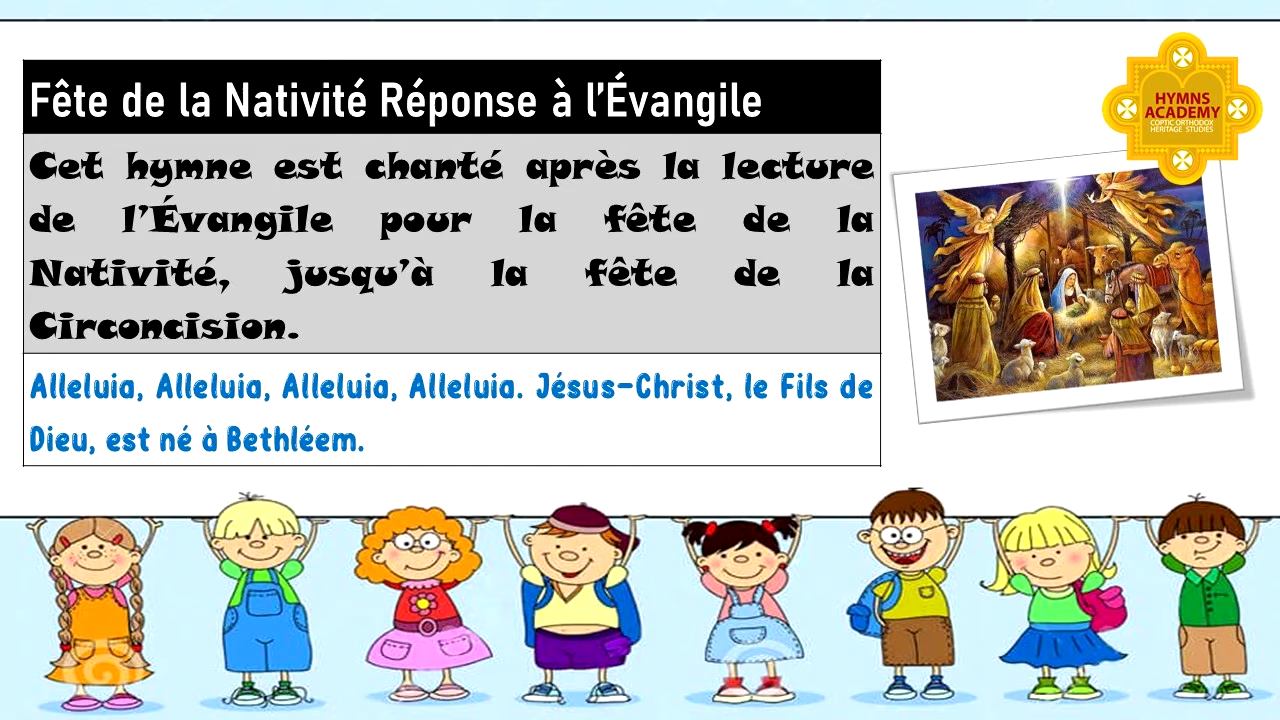 Fête de la Nativité Réponse à l'Évangile
Cet hymne est chanté après la lecture
de l'Évangile pour la fête de la
Nativité, jusqu'à la fête de la
Circoncision.
Alleluia, Alleluia, Alleluia, Alleluia. Jésus-Christ, le Fils de
Dieu, est né à Bethléem.
HYMNS
ACADEMY
COPTIC ORTHODOX
HERITAGE STUDIES